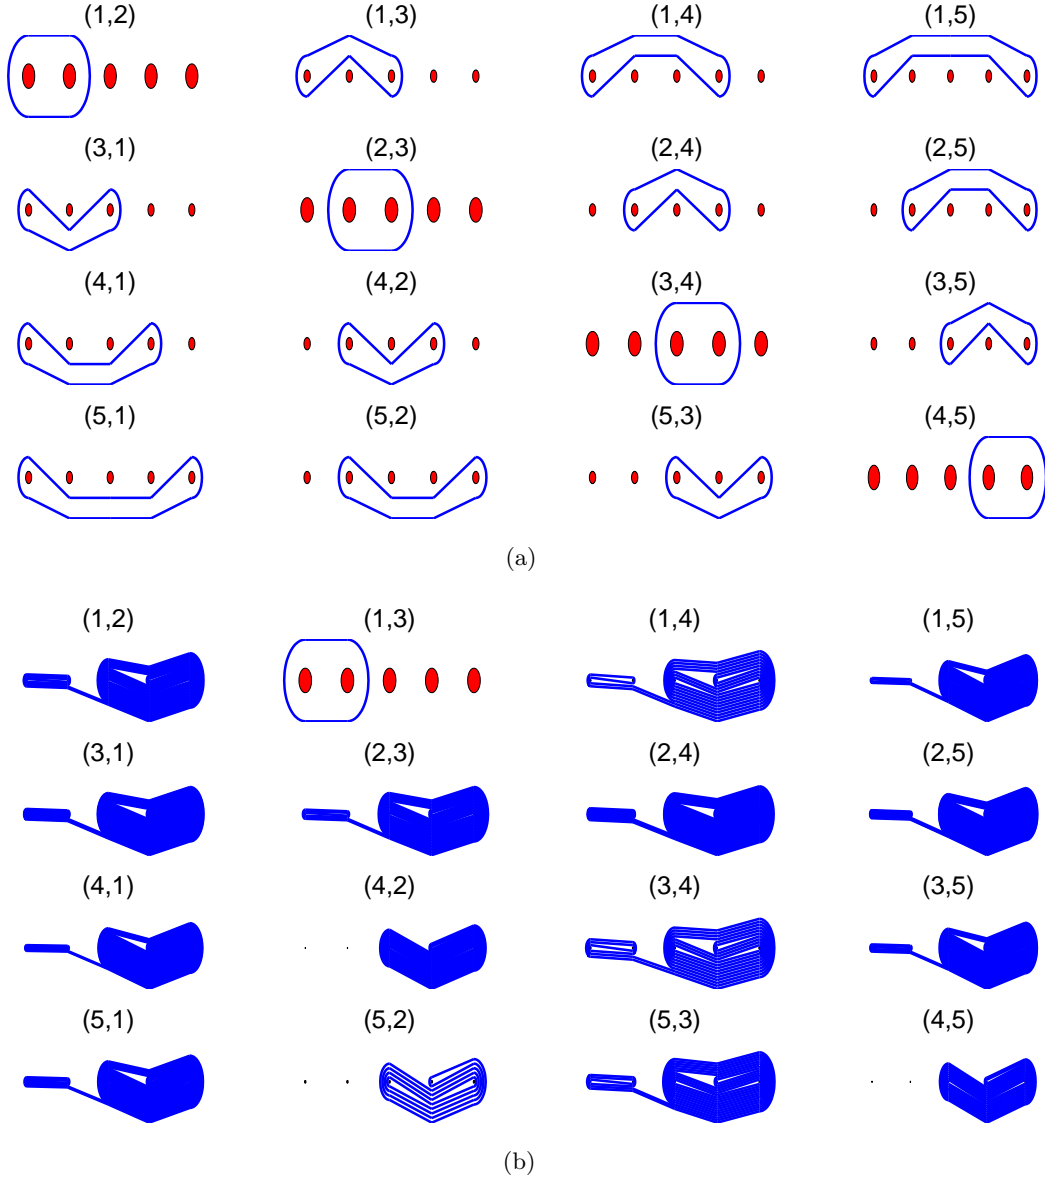 (1,2) (1,3) (1,4) (1,5)
(3,1) (2,3) (2,4) (2,5)
(4,1) (4,2) (3,4) (3,5)
(5,1) (5,2) (5,3) (4,5)
(a)
(1,2) (1,3) (1,4) (1,5)
(3,1) (2,3) (2,4) (2,5)
(4,1) (4,2) (3,4) (3,5)
(5,1) (5,2) (5,3) (4,5)
(b)